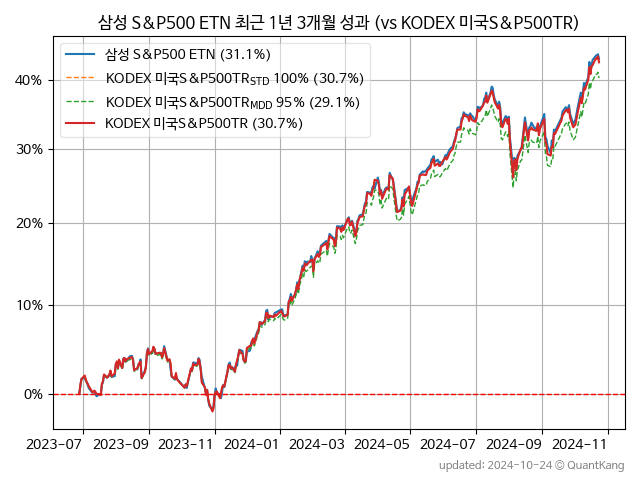 삼성 S&P500 ETN 최근 1년 3개월 성과 (vs KODEX 미국S&P500TR)
삼성 S&P500 ETN (31.1%)
KODEX 미국S&P500TR_STD 100% (30.7%)
KODEX 미국S&P500TR_MDD 95% (29.1%)
KODEX 미국S&P500TR (30.7%)
40%
30%
20%
10%
0%
2023-07 2023-09 2023-11 2024-01 2024-03 2024-05 2024-07 2024-09 2024-11
updated: 2024-10-24 © QuantKang